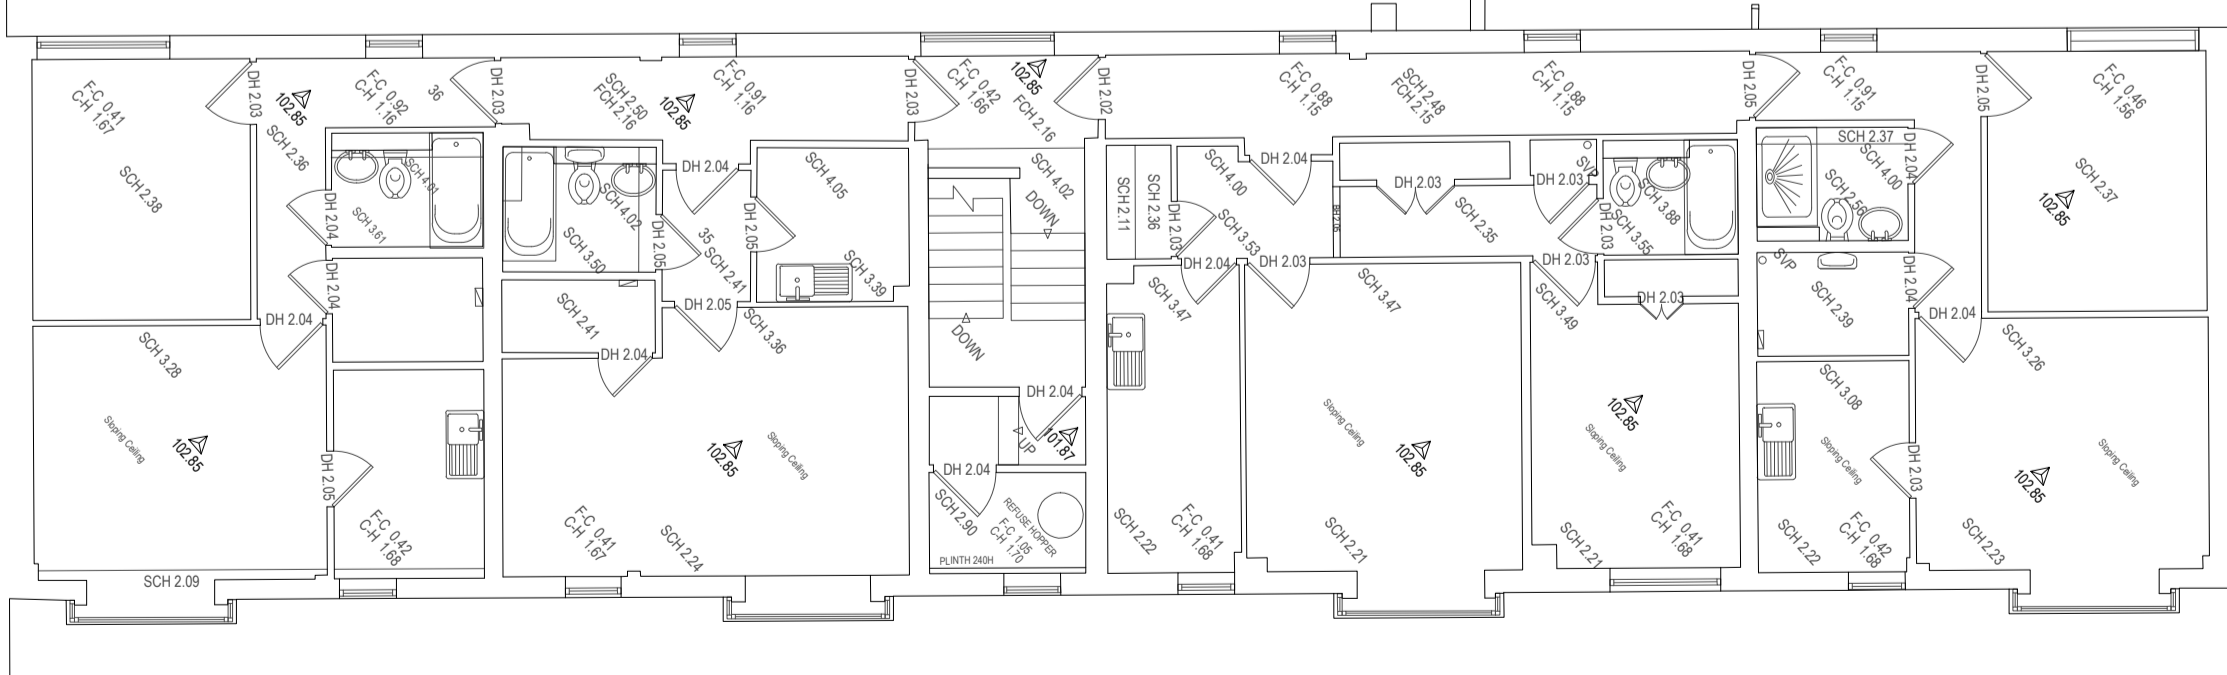 F-C 0.41
C-H 1.67
SCH 2.38
DH 2.03
102.85
SCH 2.36
F-C 0.92
C-H 1.16
36
DH 2.03
SCH 4.01
SCH 3.61
DH 2.04
DH 2.04
DH 2.04
SCH 3.28
Sloping Ceiling
102.85
SCH 2.09
DH 2.05
F-C 0.42
C-H 1.68
SCH 2.50
FCH 2.16
102.85
F-C 0.91
C-H 1.16
DH 2.03
SCH 4.02
SCH 3.50
DH 2.04
DH 2.05
35
SCH 2.41
DH 2.05
SCH 4.05
SCH 3.39
DH 2.05
SCH 2.41
DH 2.04
SCH 3.36
102.85
Sloping Ceiling
F-C 0.41
C-H 1.67
SCH 2.24
F-C 0.42
C-H 1.66
102.85
FCH 2.16
DH 2.02
SCH 4.02
DOWN
DOWN
DH 2.04
UP
101.87
DH 2.04
SCH 2.90
REFUSE HOPPER
F-C 1.05
C-H 1.70
PLINTH 240H
F-C 0.88
C-H 1.15
SCH 2.48
FCH 2.15
F-C 0.88
C-H 1.15
DH 2.05
SCH 2.11
SCH 2.36
DH 2.03
SCH 4.00
SCH 3.53
DH 2.04
DH 2.04
DH 2.03
DH 2.03
SCH 2.35
SVP
DH 2.03
DH 2.03
SCH 3.88
SCH 3.55
DH 2.03
DH 2.03
SCH 3.47
SCH 2.22
F-C 0.41
C-H 1.68
SCH 3.47
Sloping Ceiling
102.85
SCH 2.21
SCH 3.49
102.85
Sloping Ceiling
SCH 2.21
F-C 0.41
C-H 1.68
F-C 0.91
C-H 1.15
DH 2.05
SCH 2.37
SCH 4.00
SCH 2.56
DH 2.04
SVP
SCH 2.39
DH 2.04
DH 2.04
SCH 3.08
Sloping Ceiling
SCH 2.22
F-C 0.42
C-H 1.68
DH 2.03
F-C 0.46
C-H 1.56
SCH 2.37
102.85
SCH 3.26
Sloping Ceiling
102.85
SCH 2.23